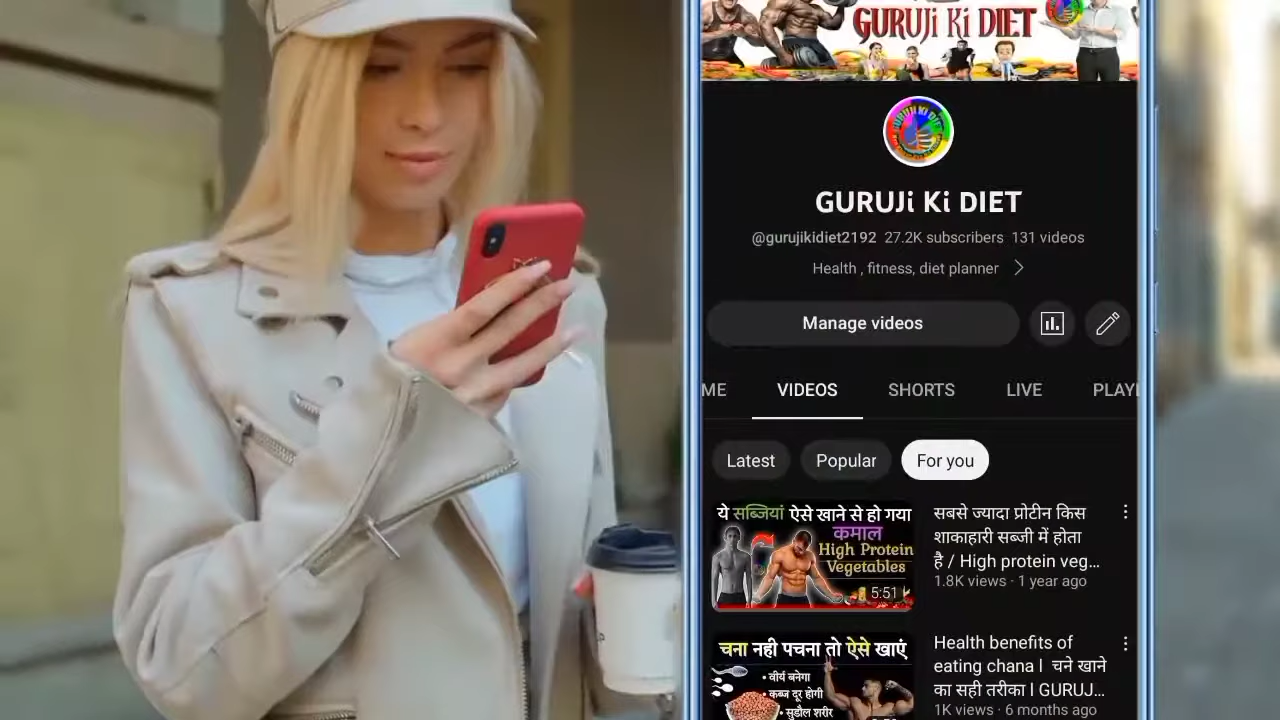 GURUJi Ki DIET
GURUJi Ki DIET
@gurujikidiet2192 27.2K subscribers 131 videos
Health , fitness, diet planner
Manage videos
ME VIDEOS SHORTS LIVE PLAYI
Latest Popular For you
ये सब्जियां ऐसे खाने से हो गया
कमाल
High Protein
Vegetables
5:51
सबसे ज्यादा प्रोटीन किस
शाकाहारी सब्जी में होता
है / High protein veg...
1.8K views · 1 year ago
चना नही पचना तो ऐसे खाएं
• वीर्य बनेगा
• कब्ज दूर होगी
• सुडौल शरीर
Health benefits of
eating chana l चने खाने
का सही तरीका l GURUJ...
1K views · 6 months ago